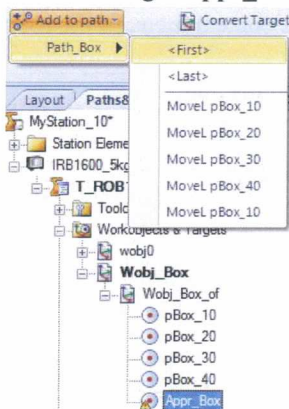 Add to path
Convert Target
Path_Box
<First>
<Last>
MoveL pBox_10
MoveL pBox_20
MoveL pBox_30
MoveL pBox_40
MoveL pBox_10
Layout Paths&
MyStation_10*
Station Eleme
IRB1600_5kg
T_ROB
Toolc
Workobjects & Targets
wobj0
Wobj_Box
Wobj_Box_of
pBox_10
pBox_20
pBox_30
pBox_40
Appr_Box